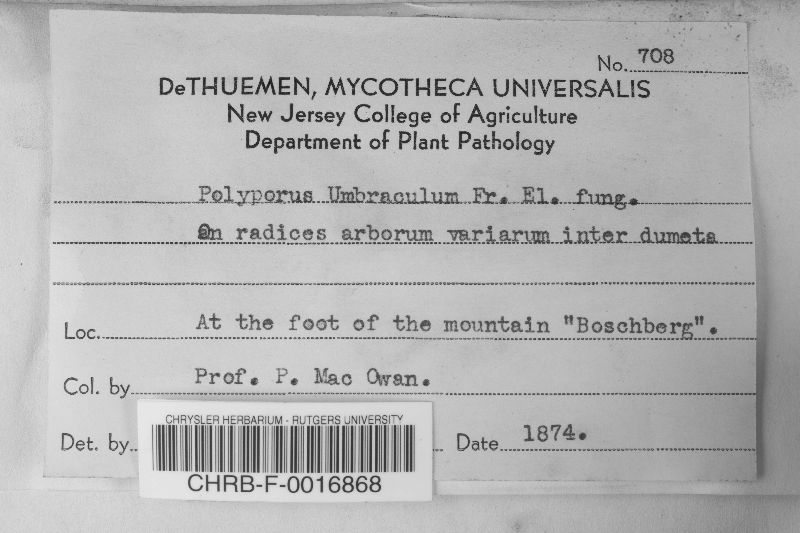 No. 708
DeTHUEMEN, MYCOTHECA UNIVERSALIS
New Jersey College of Agriculture
Department of Plant Pathology
Polyporus Umbraculum Fr. El. fung.
On radices arborum variarum inter dumeta
Loc. At the foot of the mountain "Boschberg".
Col. by Prof. P. Mac Owan.
Det. by Date 1874.
CHRYSLER HERBARIUM - RUTGERS UNIVERSITY
CHRB-F-0016868